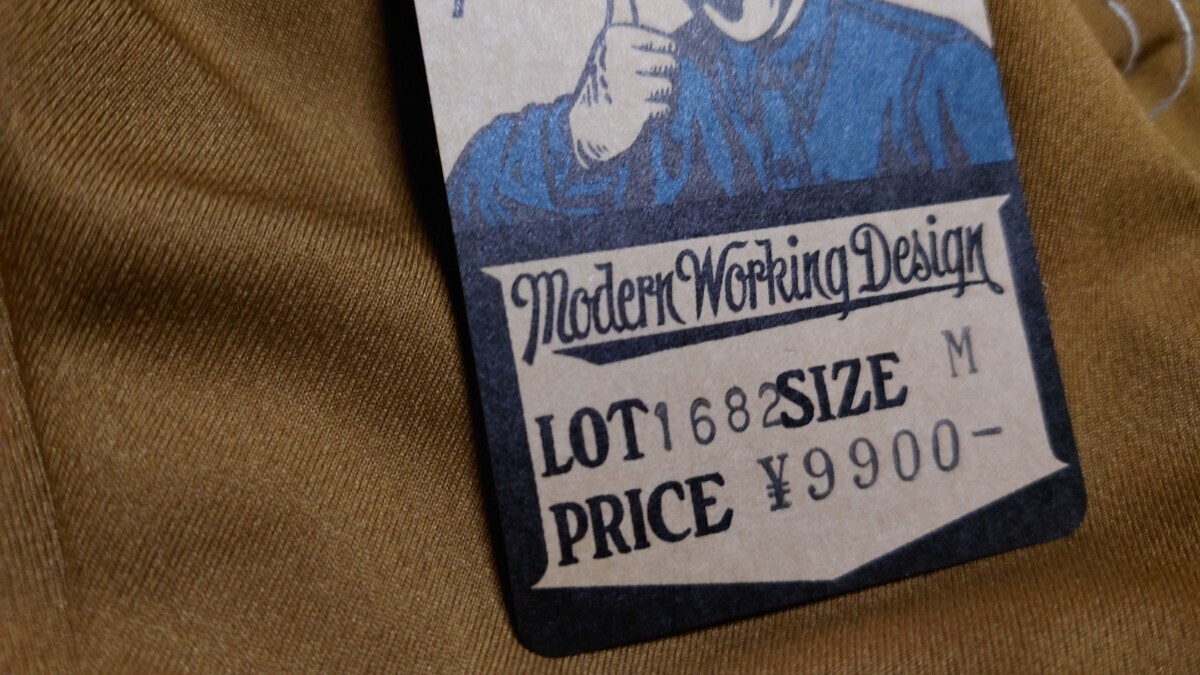 Modern Working Design
LOT 1682 SIZE M
PRICE ¥9900-